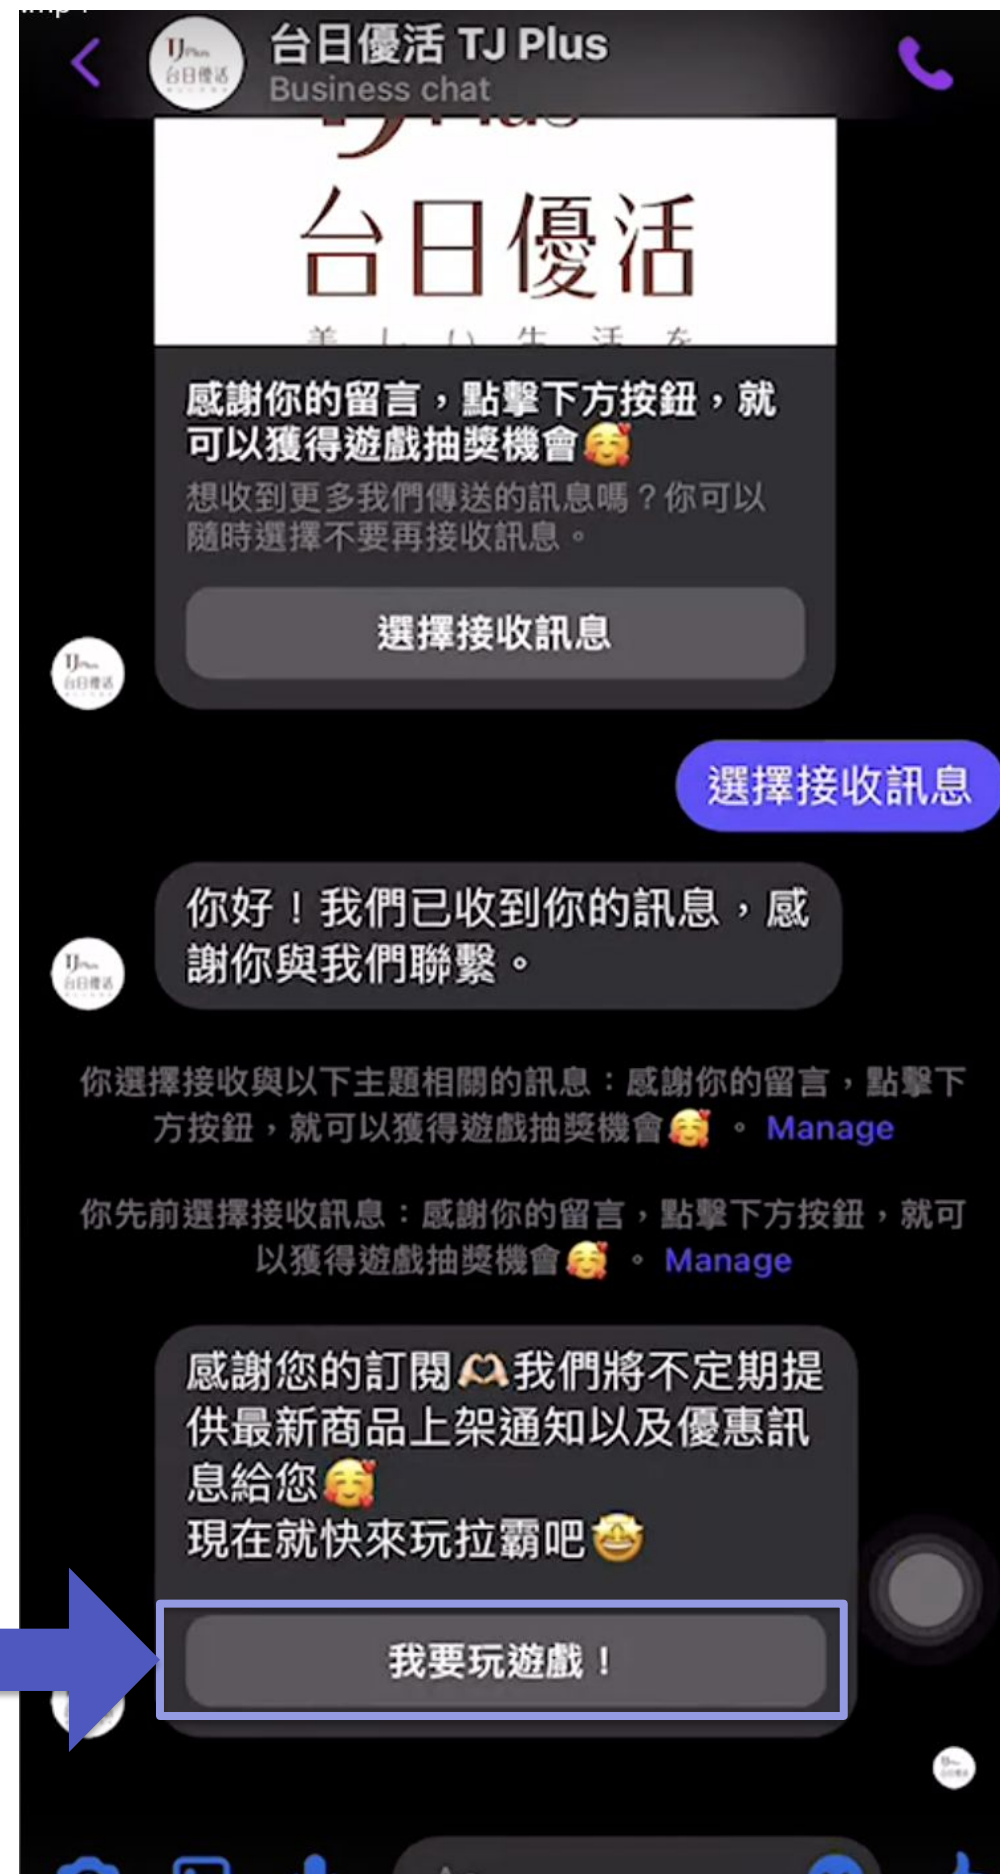 台日優活 TJ Plus
Business chat
台日優活
美しい生活を
感謝你的留言，點擊下方按鈕，就
可以獲得遊戲抽獎機會🥰
想收到更多我們傳送的訊息嗎？你可以
隨時選擇不要再接收訊息。
選擇接收訊息
選擇接收訊息
你好！我們已收到你的訊息，感
謝你與我們聯繫。
你選擇接收與以下主題相關的訊息：感謝你的留言，點擊下
方按鈕，就可以獲得遊戲抽獎機會🥰 。 Manage
你先前選擇接收訊息：感謝你的留言，點擊下方按鈕，就可
以獲得遊戲抽獎機會🥰 。 Manage
感謝您的訂閱🫶🏻我們將不定期提
供最新商品上架通知以及優惠訊
息給您🥰
現在就快來玩拉霸吧🤩
我要玩遊戲！